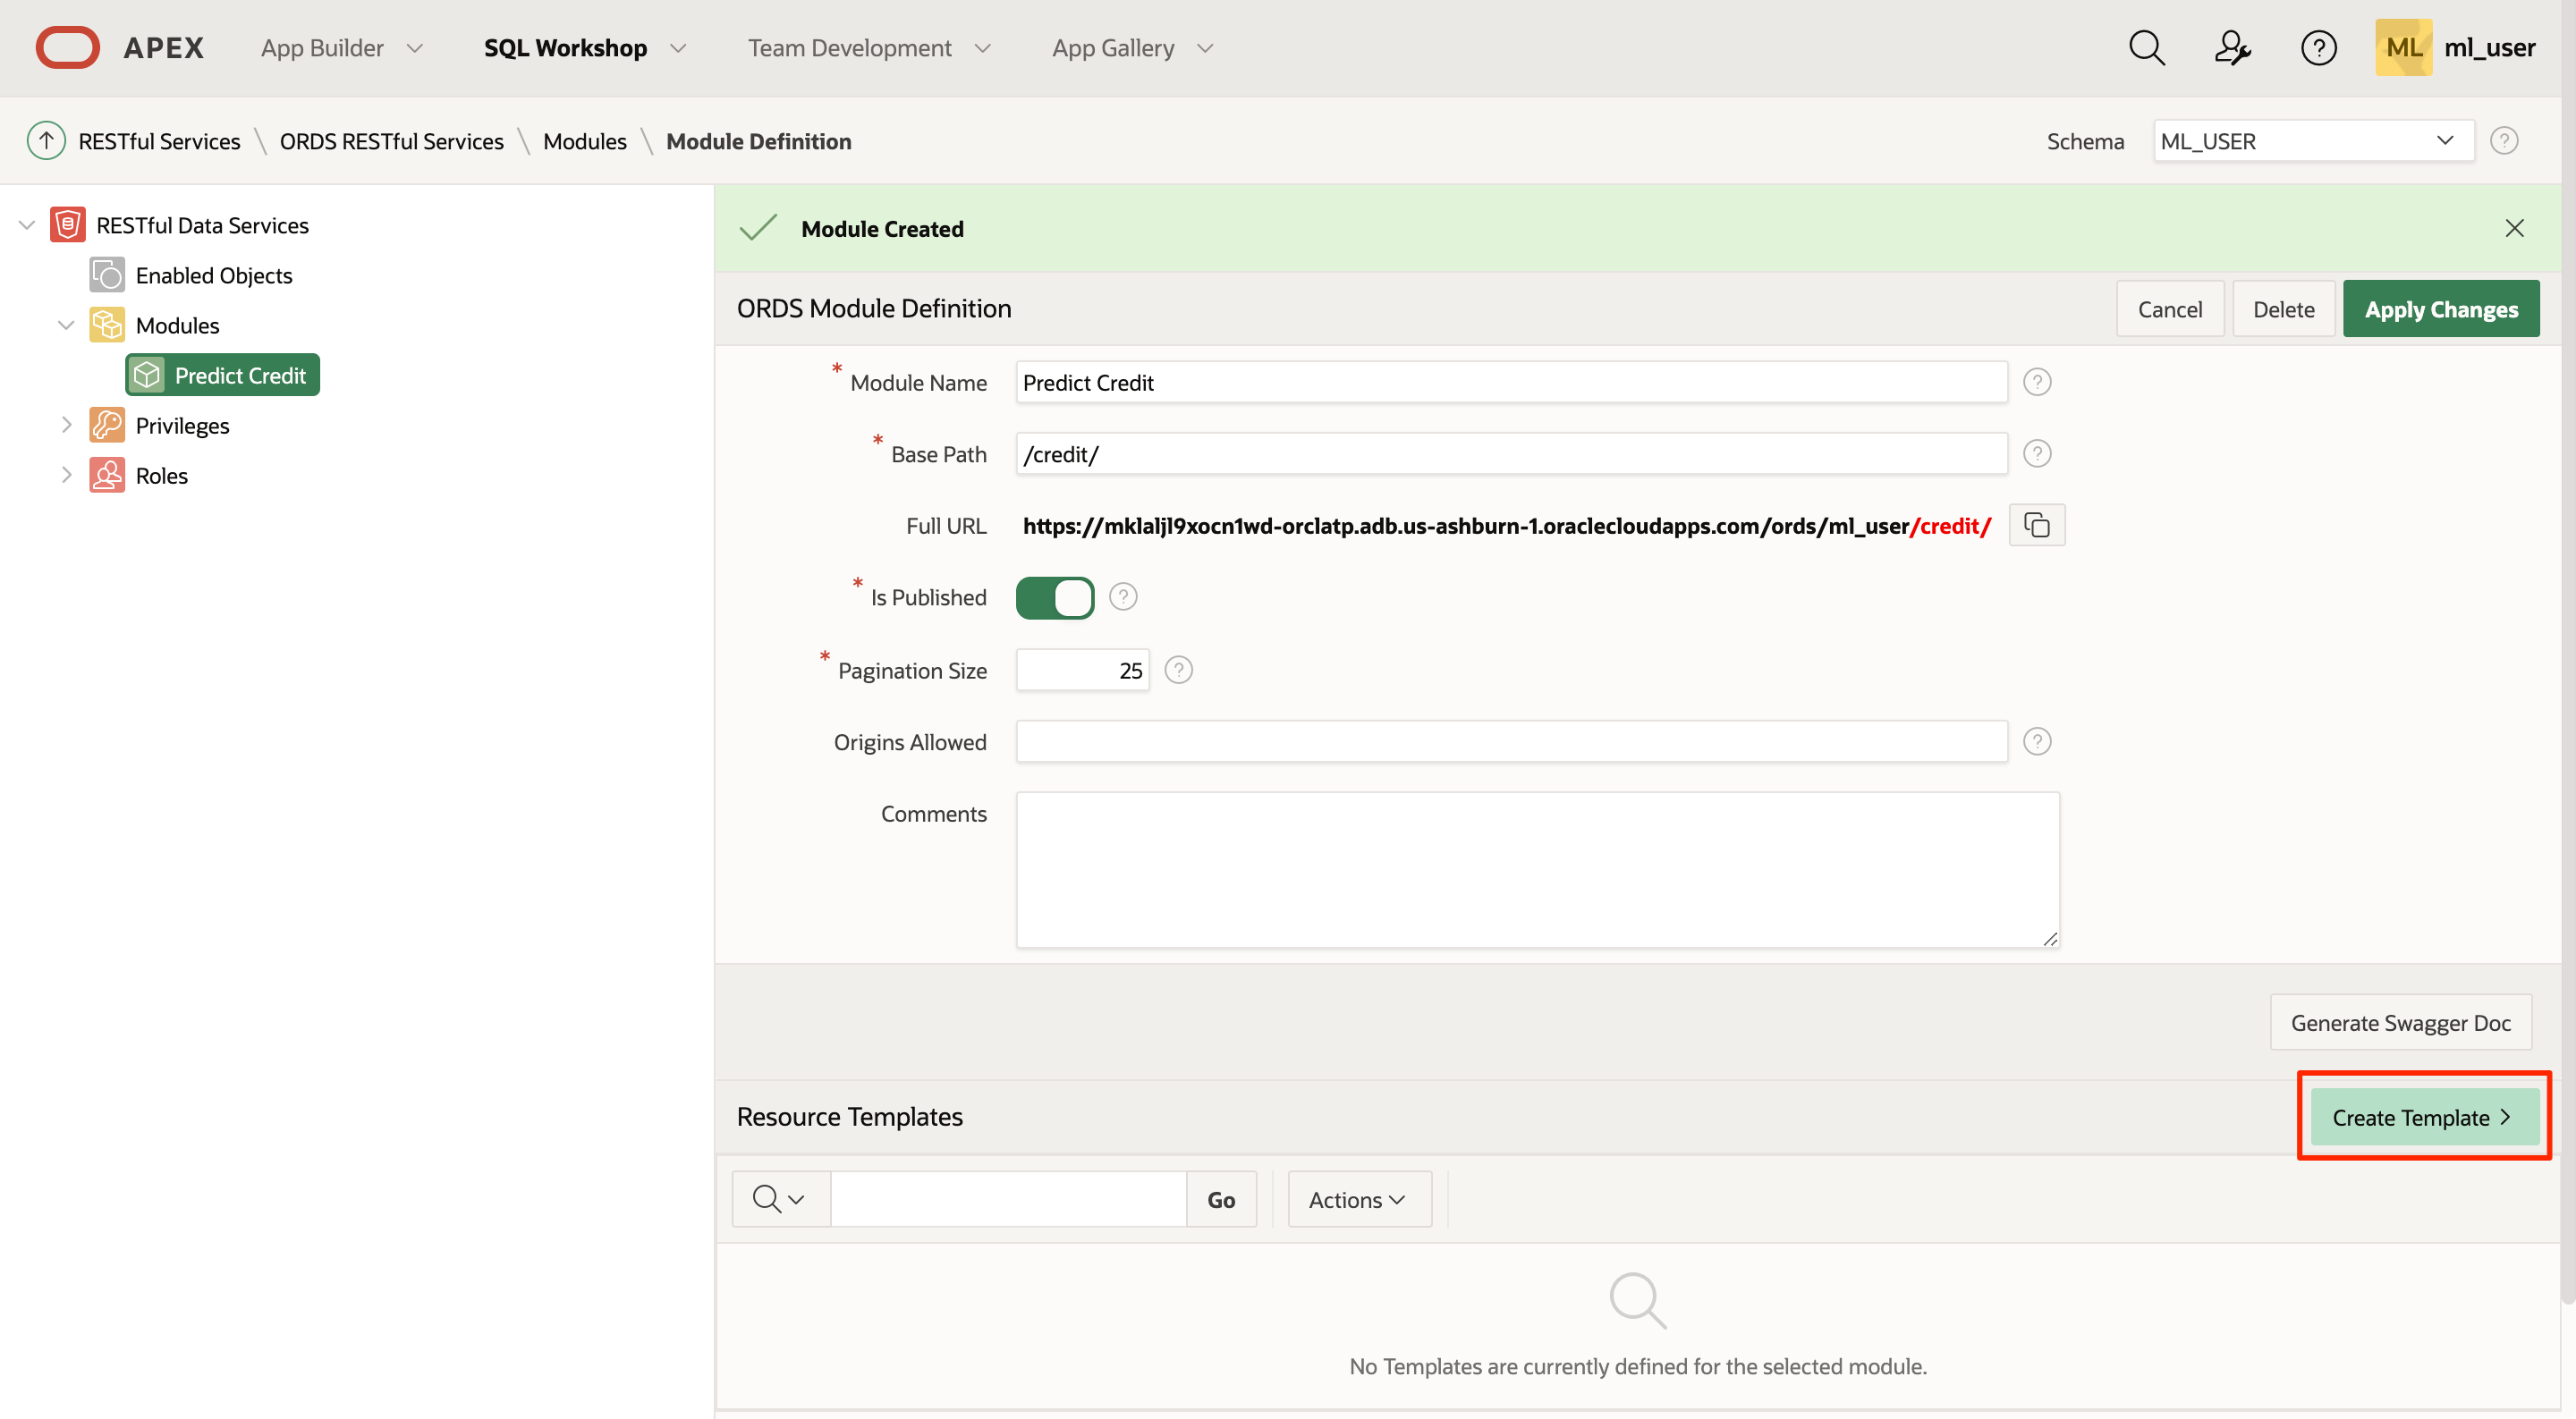 APEX App Builder SQL Workshop Team Development App Gallery ? ML ml_user
RESTful Services \ ORDS RESTful Services \ Modules \ Module Definition Schema ML_USER ?
RESTful Data Services
Enabled Objects
Modules
Predict Credit
Privileges
Roles
Module Created
ORDS Module Definition Cancel Delete Apply Changes
* Module Name Predict Credit ?
* Base Path /credit/ ?
Full URL https://mklaljl9xocn1wd-orclatp.adb.us-ashburn-1.oraclecloudapps.com/ords/ml_user/credit/
* Is Published ?
* Pagination Size 25 ?
Origins Allowed ?
Comments
Generate Swagger Doc
Resource Templates Create Template >
Go Actions
No Templates are currently defined for the selected module.